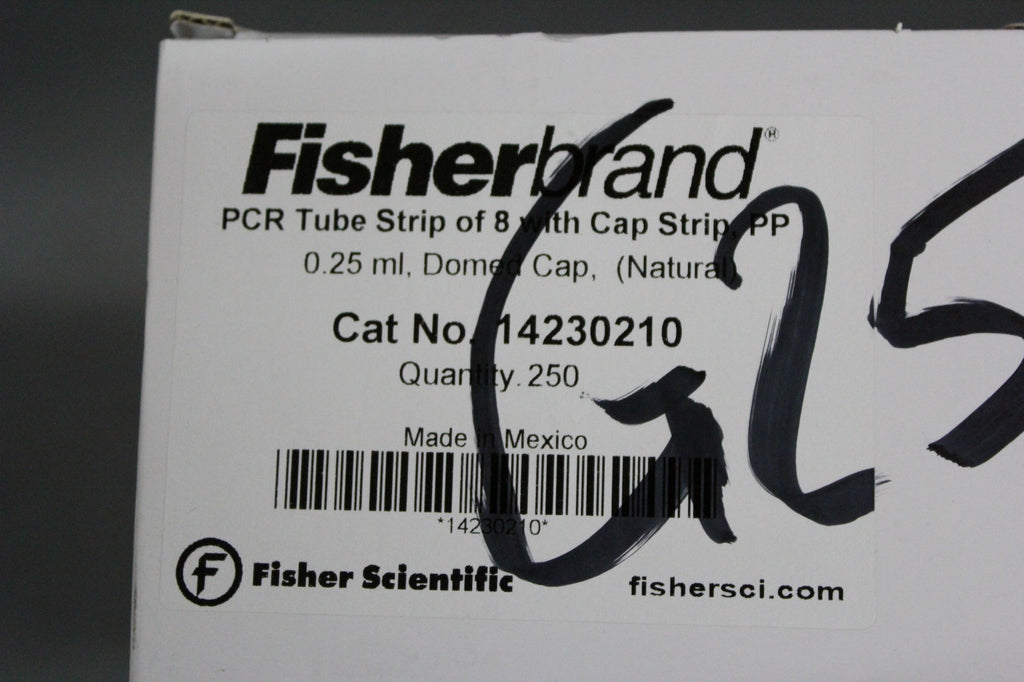 Fisherbrand®
PCR Tube Strip of 8 with Cap Strip, PP
0.25 ml, Domed Cap, (Natural)
Cat No. 14230210
Quantity. 250
Made in Mexico
*14230210*
F Fisher Scientific
fishersci.com
G25